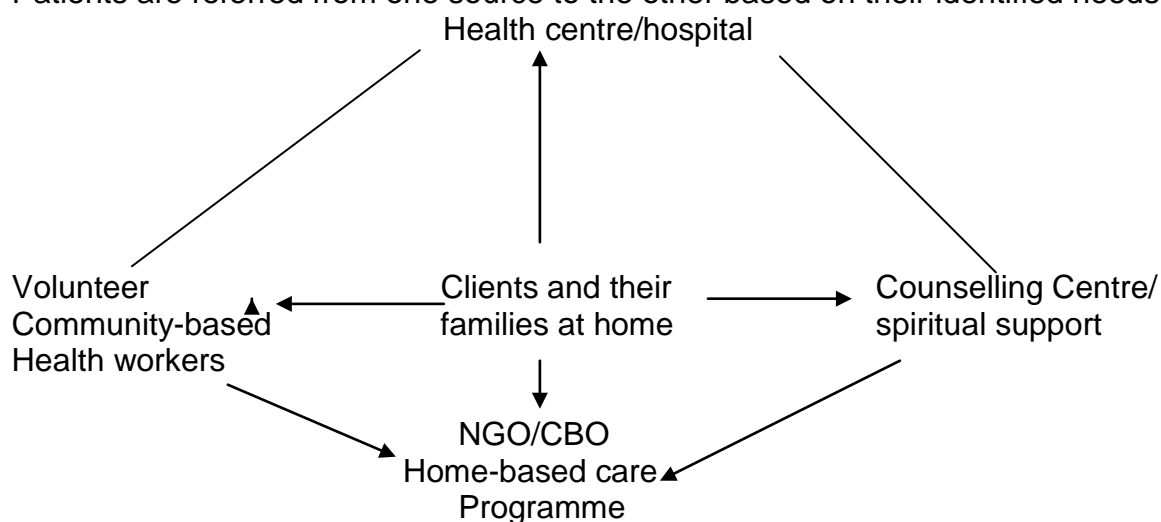 Patients are referred from one source to the other based on their identified needs
Health centre/hospital
Volunteer
Community-based
Health workers
Clients and their
families at home
Counselling Centre/
spiritual support
NGO/CBO
Home-based care
Programme